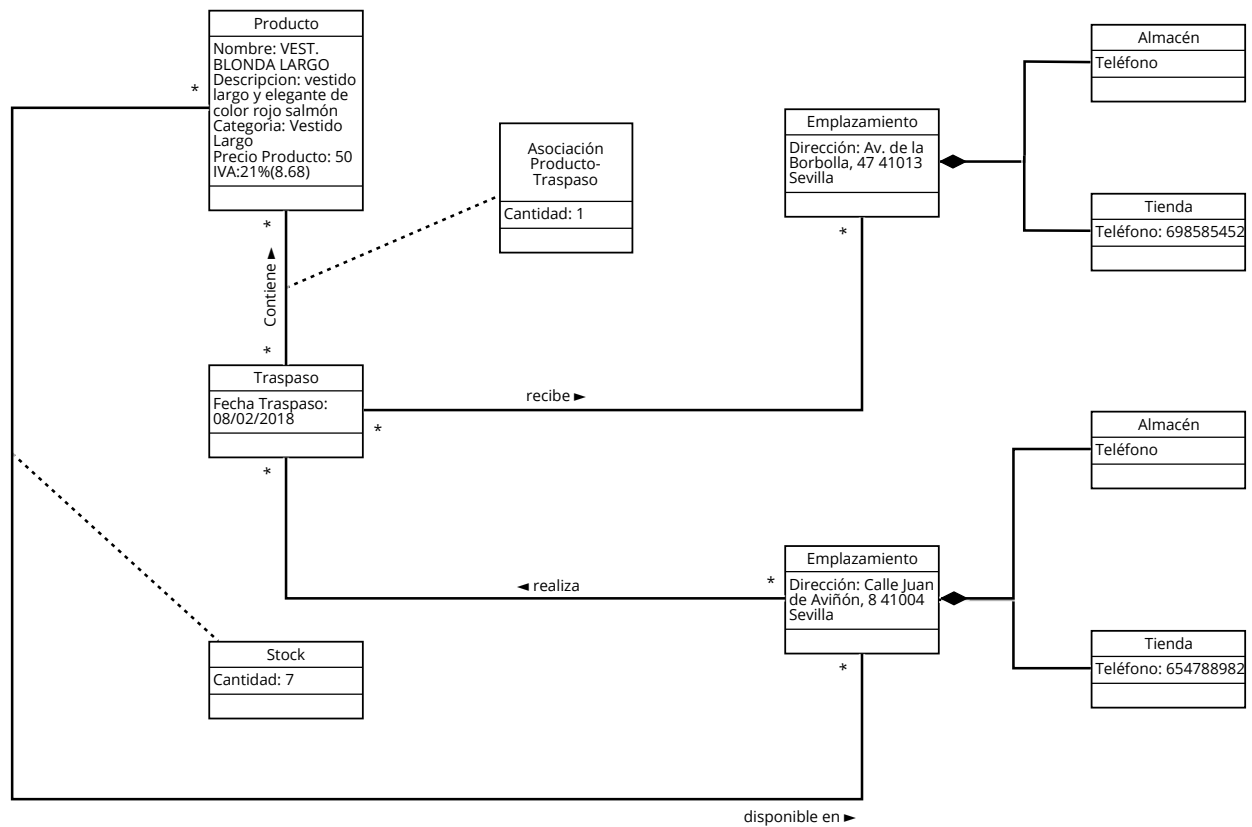 Producto
Nombre: VEST.
BLONDA LARGO
Descripcion: vestido
largo y elegante de
color rojo salmón
Categoria: Vestido
Largo
Precio Producto: 50
IVA:21%(8.68)
*
*
Contiene ►
*
Asociación
Producto-
Traspaso
Cantidad: 1
Emplazamiento
Dirección: Av. de la
Borbolla, 47 41013
Sevilla
*
Almacén
Teléfono
Tienda
Teléfono: 698585452
Traspaso
Fecha Traspaso:
08/02/2018
recibe ►
*
*
◄ realiza
*
Emplazamiento
Dirección: Calle Juan
de Aviñón, 8 41004
Sevilla
*
Almacén
Teléfono
Tienda
Teléfono: 654788982
Stock
Cantidad: 7
disponible en ►